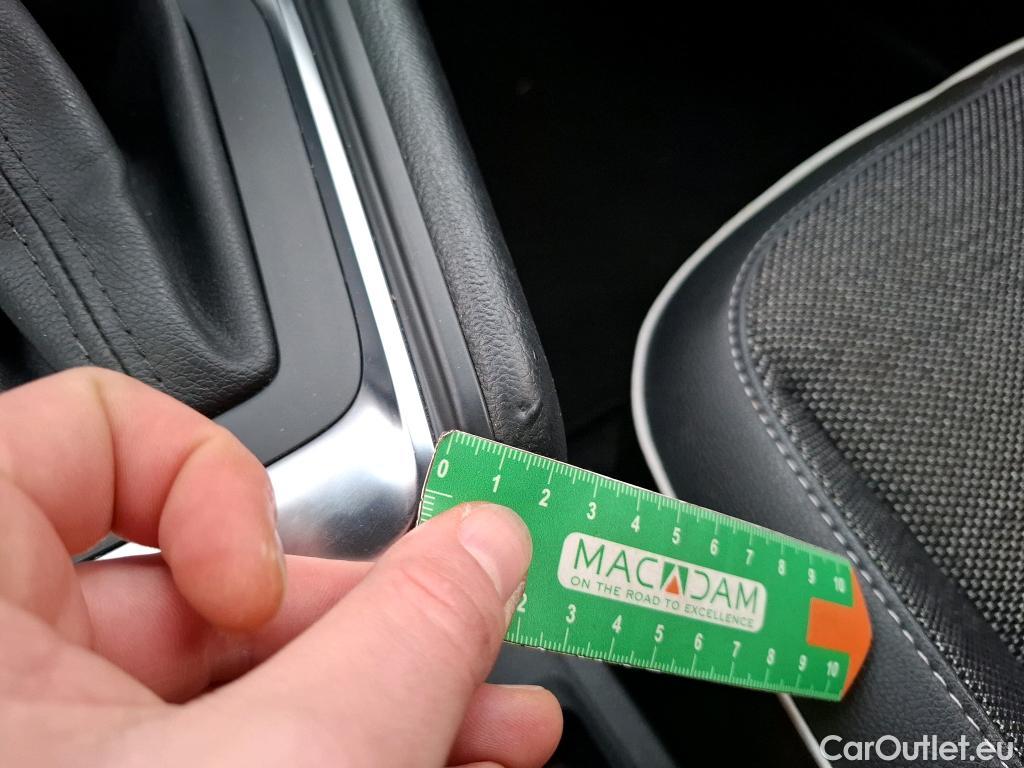 0 1 2 3 4 5 6 7 8 9 10
MACADAM
ON THE ROAD TO EXCELLENCE
2 3 4 5 6 7 8 9 10
CarOutlet.eu